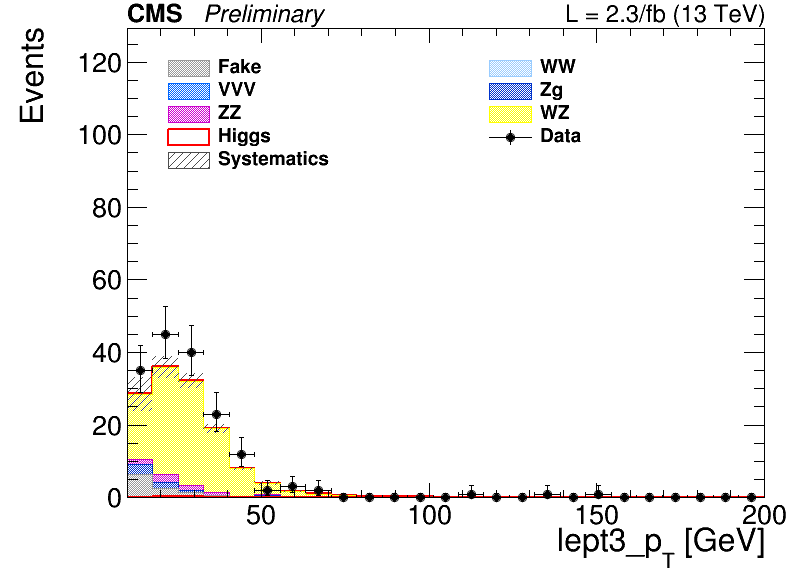 CMS Preliminary L = 2.3/fb (13 TeV)
Events
120
100
80
60
40
20
0
Fake
VVV
ZZ
Higgs
Systematics
WW
Zg
WZ
Data
50 100 150 200
lept3_p_T [GeV]